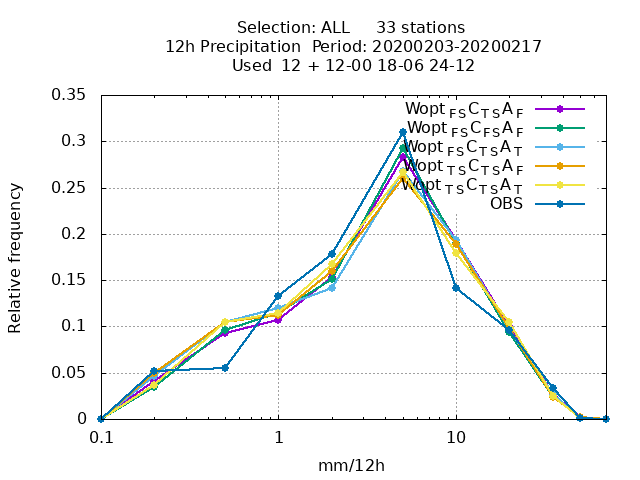 Selection: ALL 33 stations
12h Precipitation Period: 20200203-20200217
Used 12 + 12-00 18-06 24-12
0.35
0.3
0.25
0.2
0.15
0.1
0.05
0
Relative frequency
Wopt FS C TS A F
Wopt FS C FS A F
Wopt FS C TS A T
Wopt TS C TS A F
Wopt TS C TS A T
OBS
0.1 1 10
mm/12h